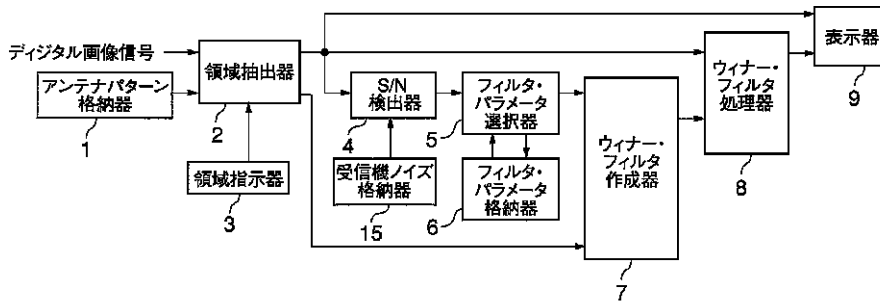 ディジタル画像信号
アンテナパターン
格納器
1
領域抽出器
2
領域指示器
3
S/N
検出器
4
受信機ノイズ
格納器
15
フィルタ・
パラメータ
選択器
5
フィルタ・
パラメータ
格納器
6
ウィナー・
フィルタ
作成器
7
ウィナー・
フィルタ
処理器
8
表示器
9